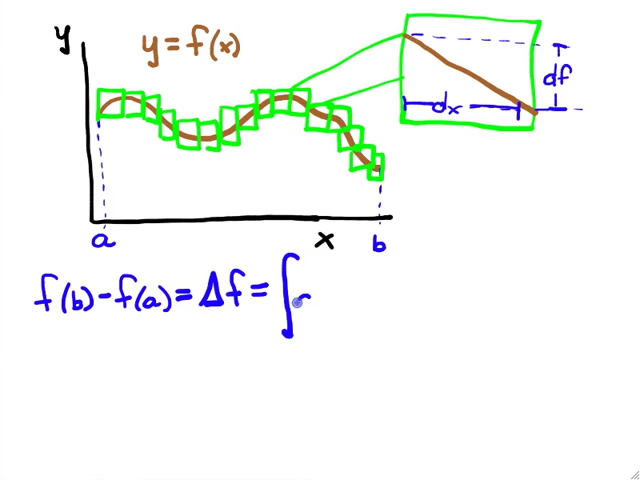 y
y = f(x)
df
dx
a
x
b
f(b) - f(a) = Δf = ∫